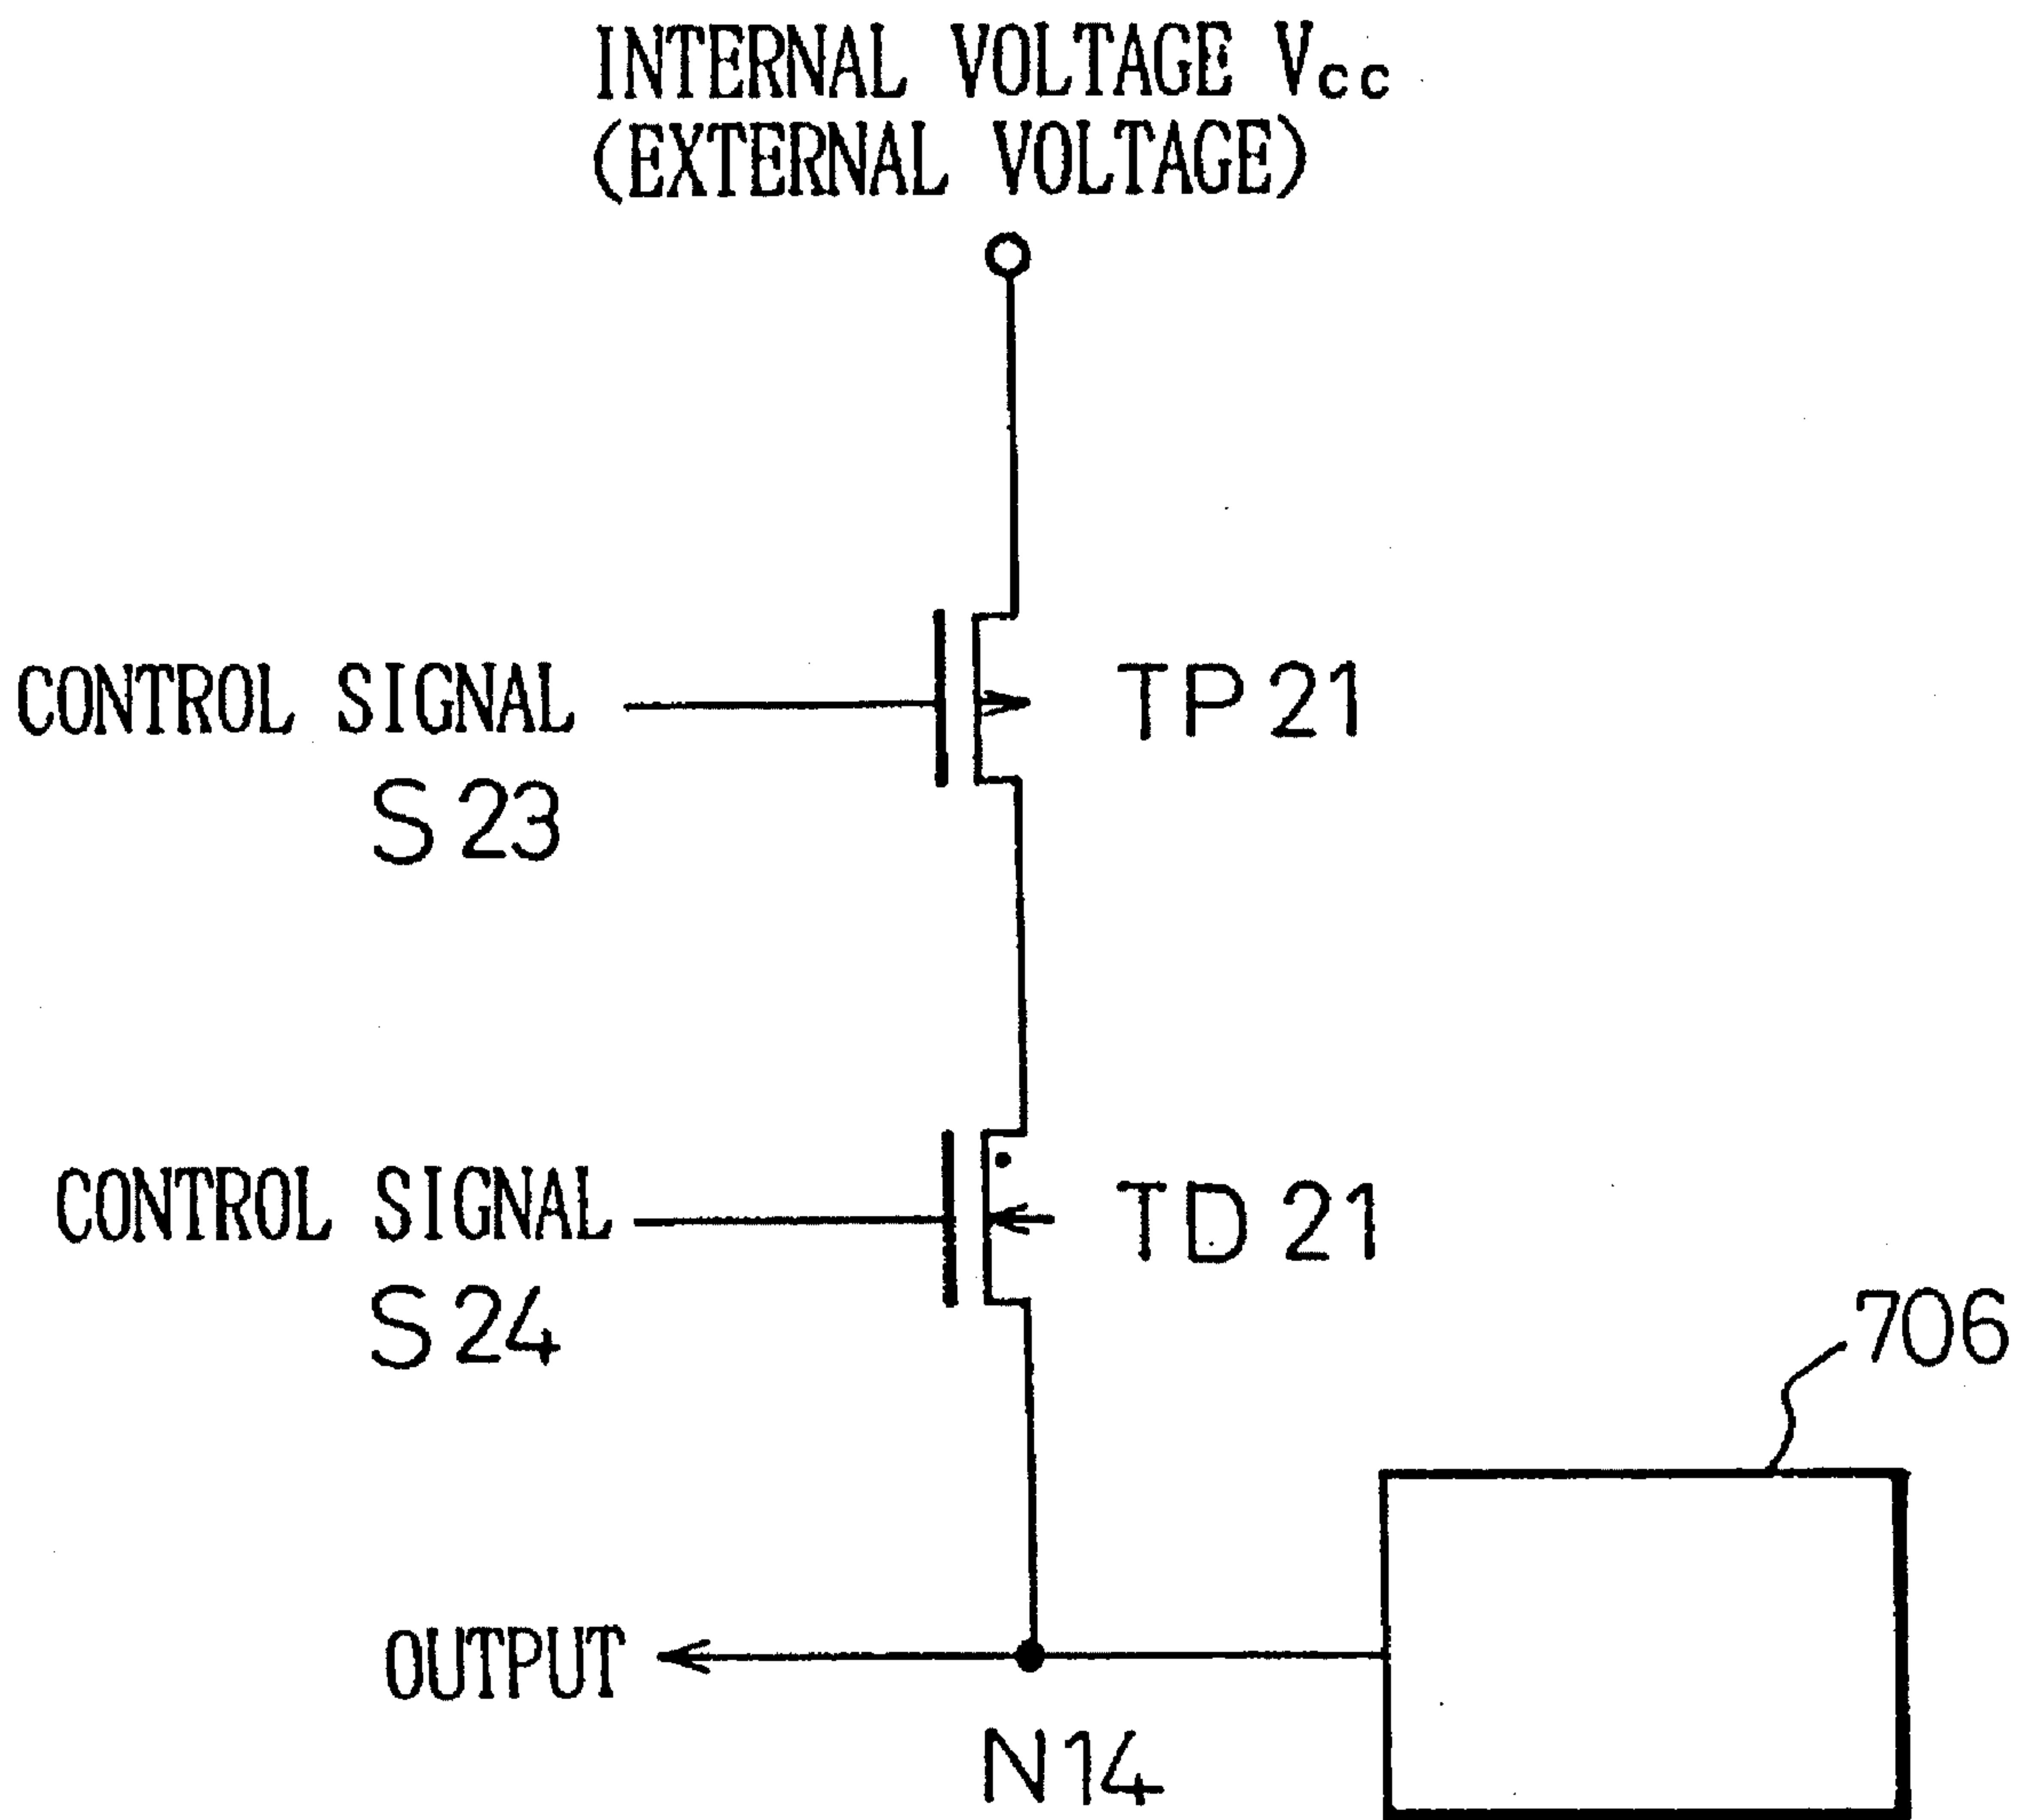 INTERNAL VOLTAGE Vcc
(EXTERNAL VOLTAGE)
CONTROL SIGNAL
S23
TP21
CONTROL SIGNAL
S24
TD21
706
OUTPUT
N14